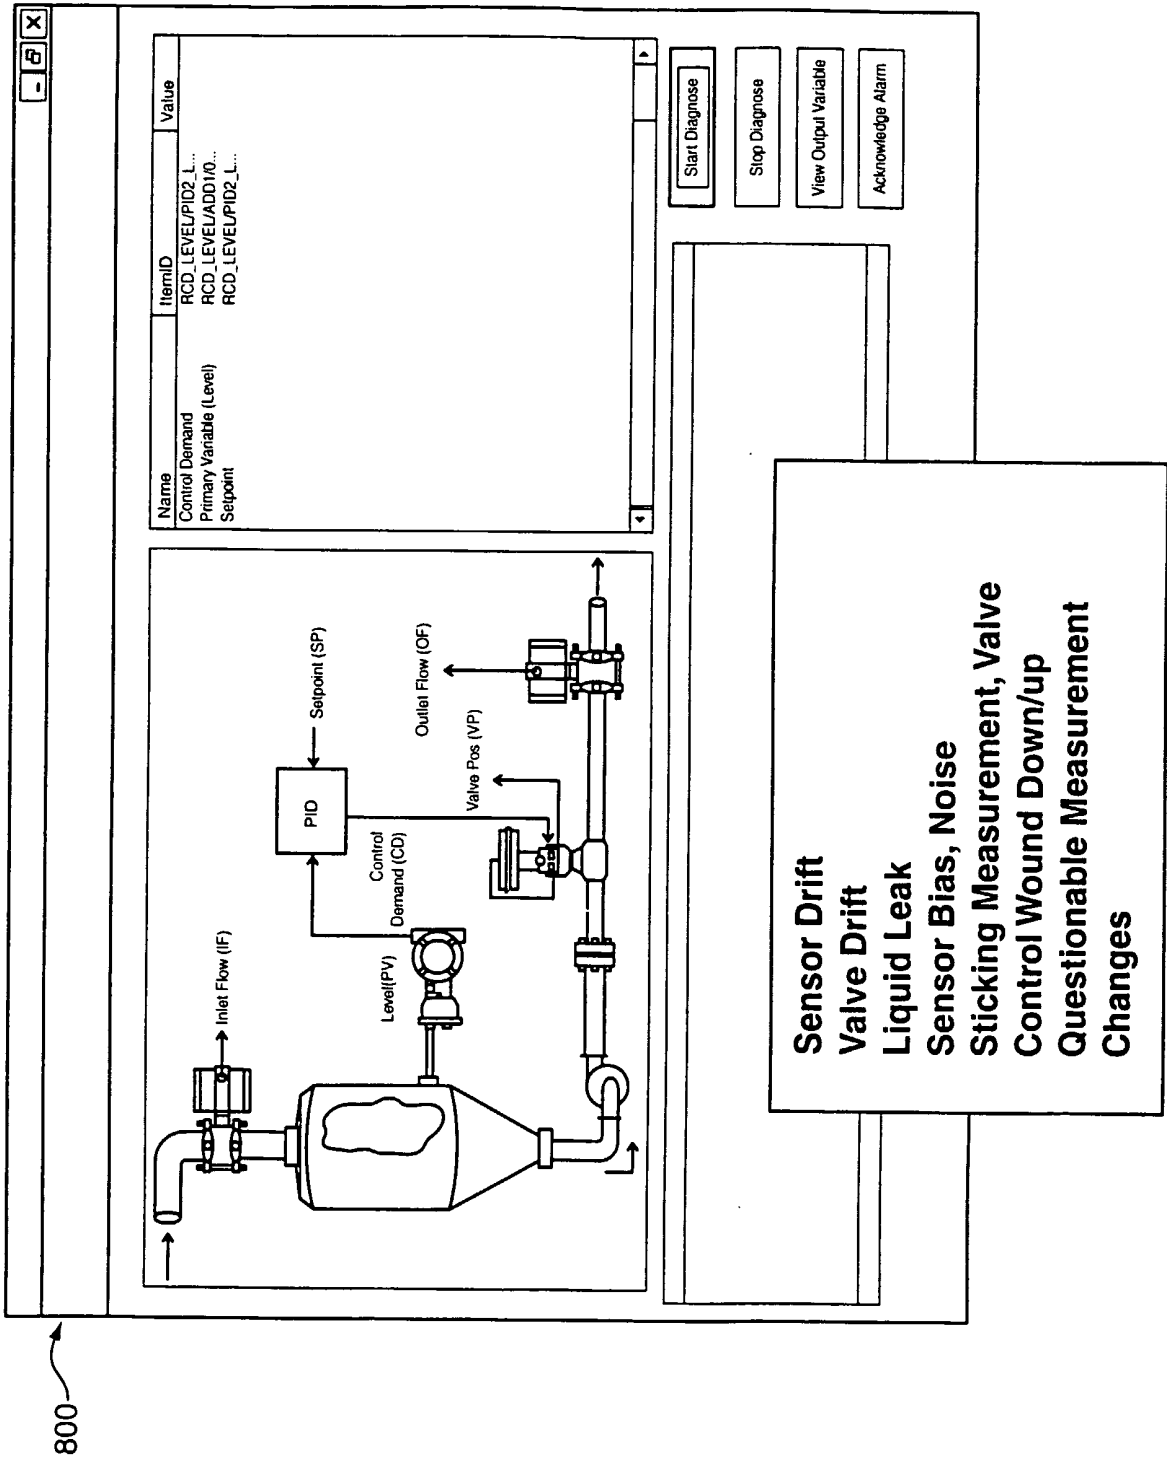 800
Inlet Flow (IF)
Level(PV)
Control
Demand (CD)
PID
Setpoint (SP)
Valve Pos (VP)
Outlet Flow (OF)
Name ItemID Value
Control Demand RCD_LEVEL/PID2_L...
Primary Variable (Level) RCD_LEVEL/ADD1/0...
Setpoint RCD_LEVEL/PID2_L...
Start Diagnose
Stop Diagnose
View Output Variable
Acknowledge Alarm
Sensor Drift
Valve Drift
Liquid Leak
Sensor Bias, Noise
Sticking Measurement, Valve
Control Wound Down/up
Questionable Measurement
Changes